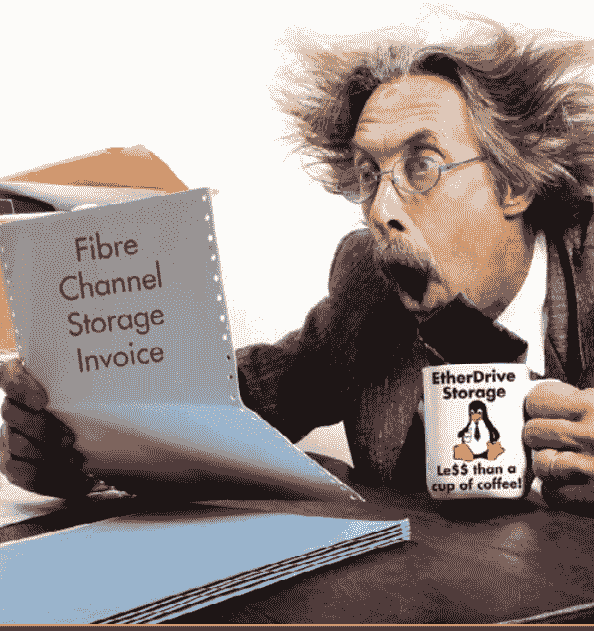 Fibre
Channel
Storage
Invoice
EtherDrive
Storage
Le$$ than a
cup of coffee!